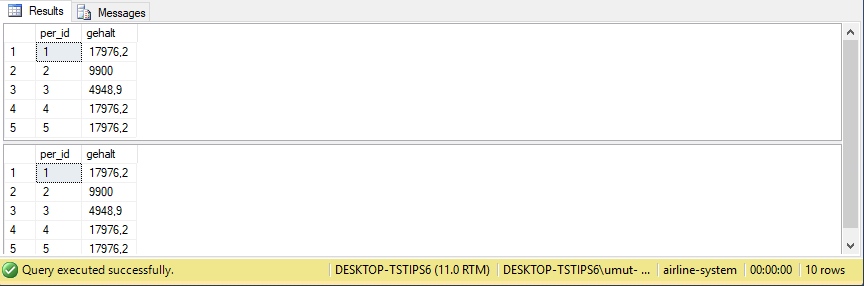 Results Messages
per_id gehalt
1 1 17976,2
2 2 9900
3 3 4948,9
4 4 17976,2
5 5 17976,2
per_id gehalt
1 1 17976,2
2 2 9900
3 3 4948,9
4 4 17976,2
5 5 17976,2
Query executed successfully. DESKTOP-TSTIPS6 (11.0 RTM) DESKTOP-TSTIPS6\umut- ... airline-system 00:00:00 10 rows